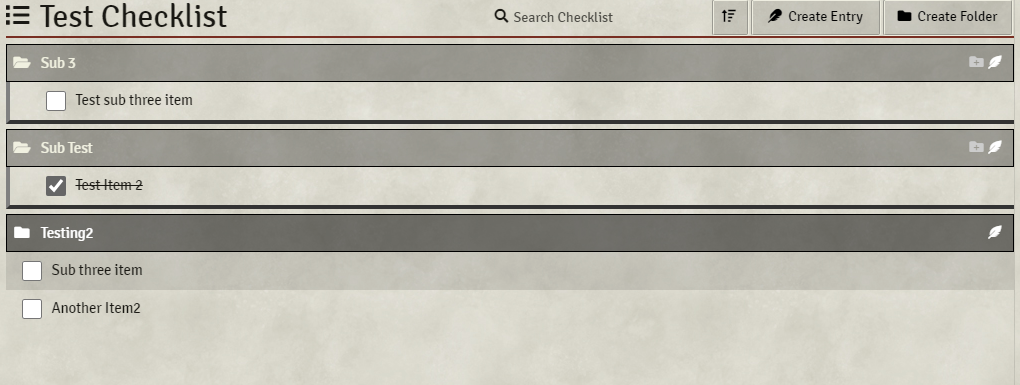 Test Checklist
Search Checklist
Create Entry
Create Folder
Sub 3
Test sub three item
Sub Test
Test Item 2
Testing2
Sub three item
Another Item2